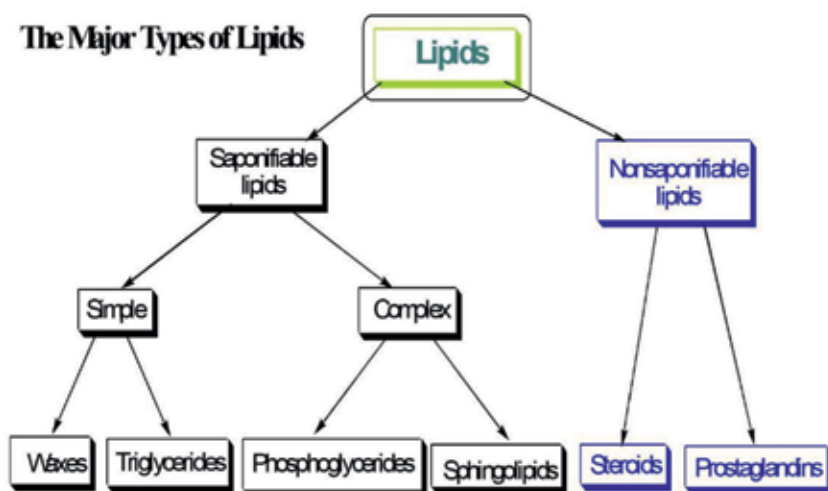 The Major Types of Lipids
Lipids
Saponifiable
lipids
Nonsaponifiable
lipids
Simple
Complex
Waxes
Triglycerides
Phosphoglycerides
Sphingolipids
Steroids
Prostaglandins